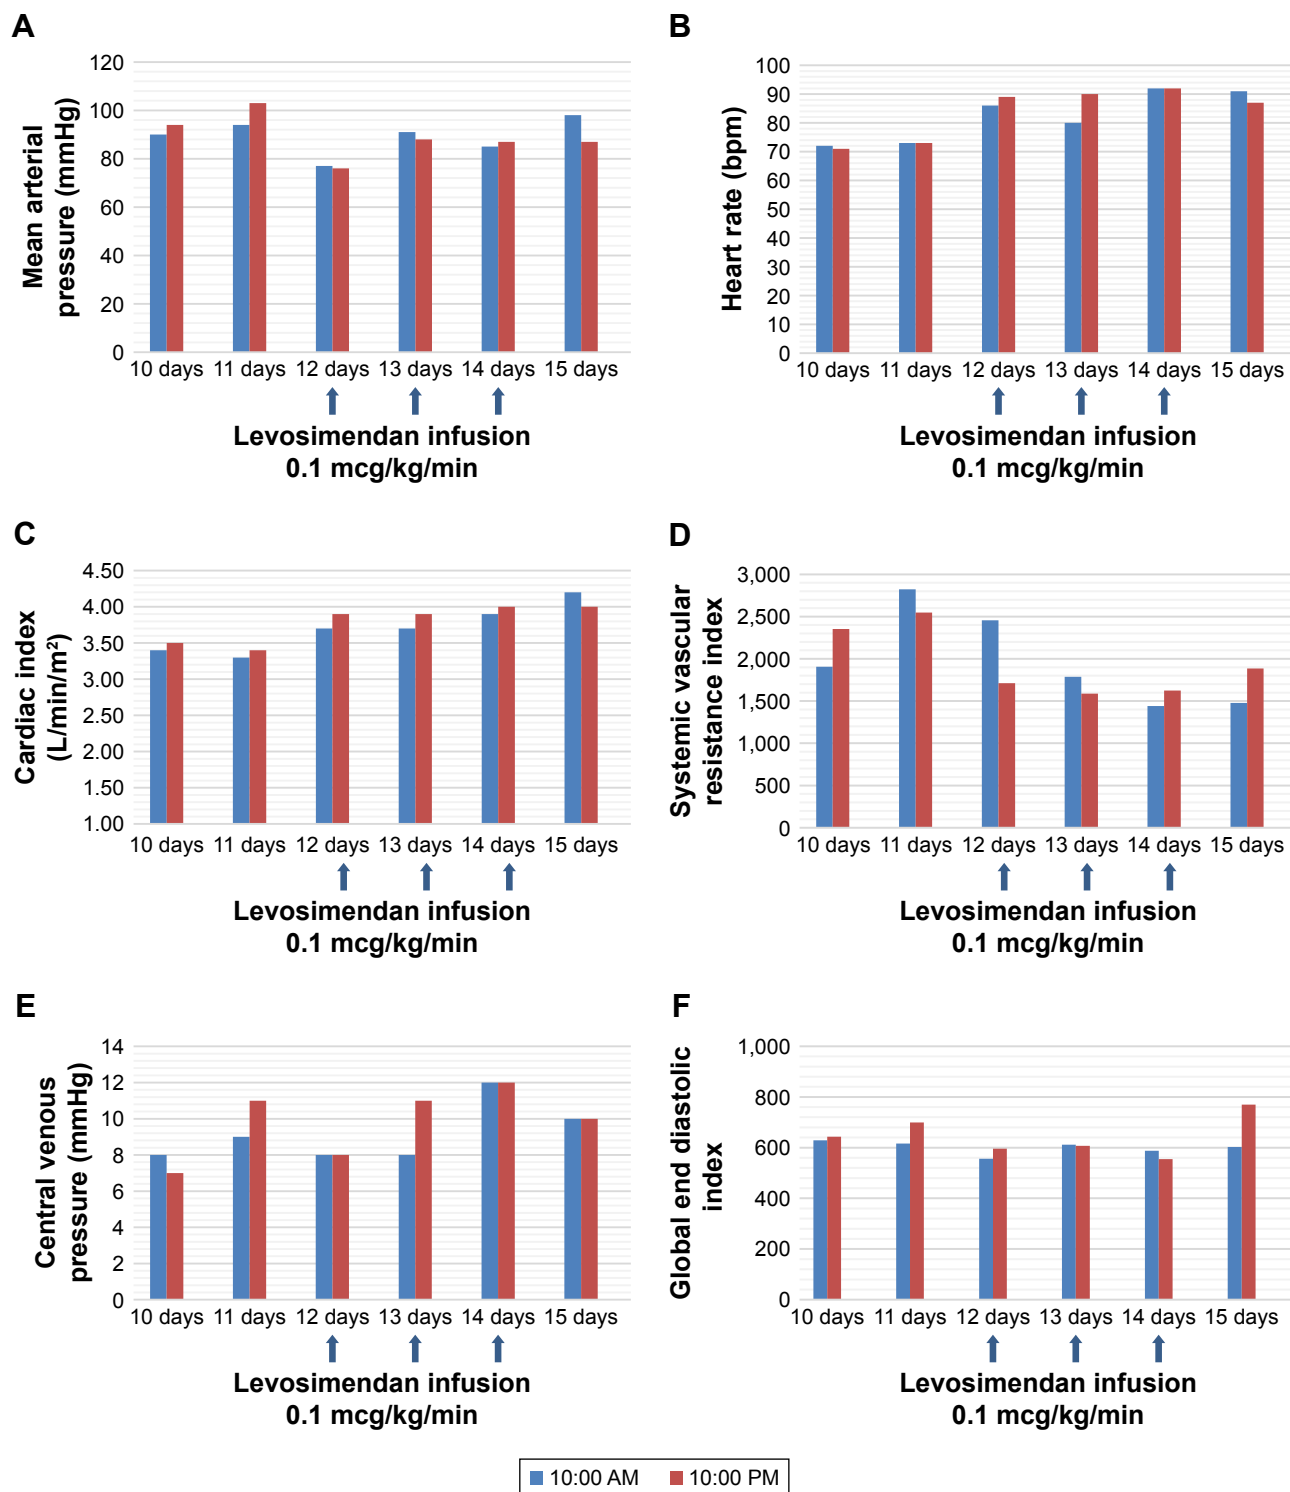 A
Mean arterial
pressure (mmHg)
120
100
80
60
40
20
0
10 days 11 days 12 days 13 days 14 days 15 days
Levosimendan infusion
0.1 mcg/kg/min
B
Heart rate (bpm)
100
90
80
70
60
50
40
30
20
10
0
10 days 11 days 12 days 13 days 14 days 15 days
Levosimendan infusion
0.1 mcg/kg/min
C
Cardiac index
(L/min/m²)
4.50
4.00
3.50
3.00
2.50
2.00
1.50
1.00
10 days 11 days 12 days 13 days 14 days 15 days
Levosimendan infusion
0.1 mcg/kg/min
D
Systemic vascular
resistance index
3,000
2,500
2,000
1,500
1,000
500
0
10 days 11 days 12 days 13 days 14 days 15 days
Levosimendan infusion
0.1 mcg/kg/min
E
Central venous
pressure (mmHg)
14
12
10
8
6
4
2
0
10 days 11 days 12 days 13 days 14 days 15 days
Levosimendan infusion
0.1 mcg/kg/min
F
Global end diastolic
index
1,000
800
600
400
200
0
10 days 11 days 12 days 13 days 14 days 15 days
Levosimendan infusion
0.1 mcg/kg/min
10:00 AM 10:00 PM